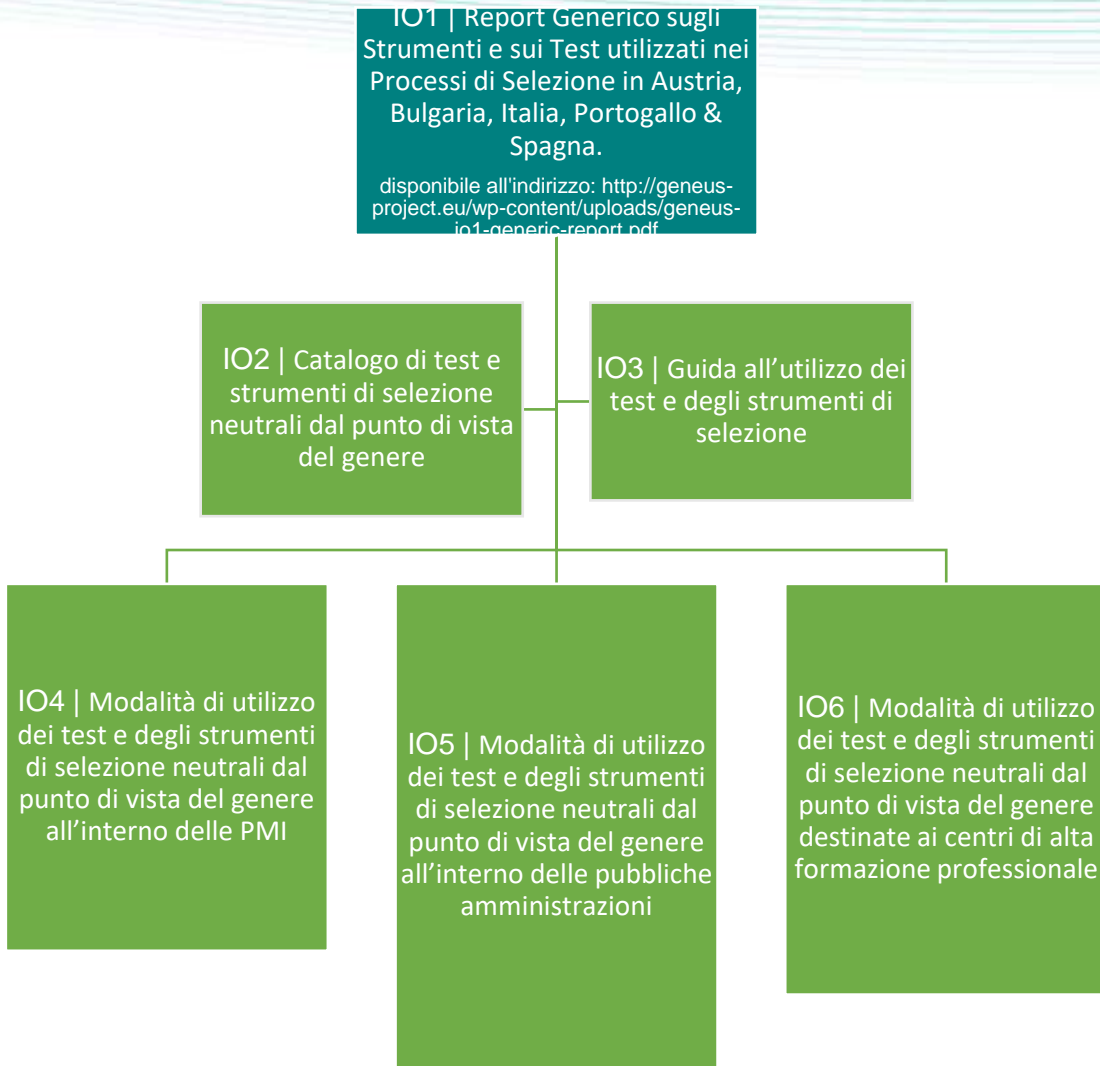 IO1 | Report Generico sugli
Strumenti e sui Test utilizzati nei
Processi di Selezione in Austria,
Bulgaria, Italia, Portogallo &
Spagna.
disponibile all'indirizzo: http://geneus-
project.eu/wp-content/uploads/geneus-
io1-generic-report.pdf
IO2 | Catalogo di test e
strumenti di selezione
neutrali dal punto di vista
del genere
IO3 | Guida all’utilizzo dei
test e degli strumenti di
selezione
IO4 | Modalità di utilizzo
dei test e degli strumenti
di selezione neutrali dal
punto di vista del genere
all’interno delle PMI
IO5 | Modalità di utilizzo
dei test e degli strumenti
di selezione neutrali dal
punto di vista del genere
all’interno delle pubbliche
amministrazioni
IO6 | Modalità di utilizzo
dei test e degli strumenti
di selezione neutrali dal
punto di vista del genere
destinate ai centri di alta
formazione professionale